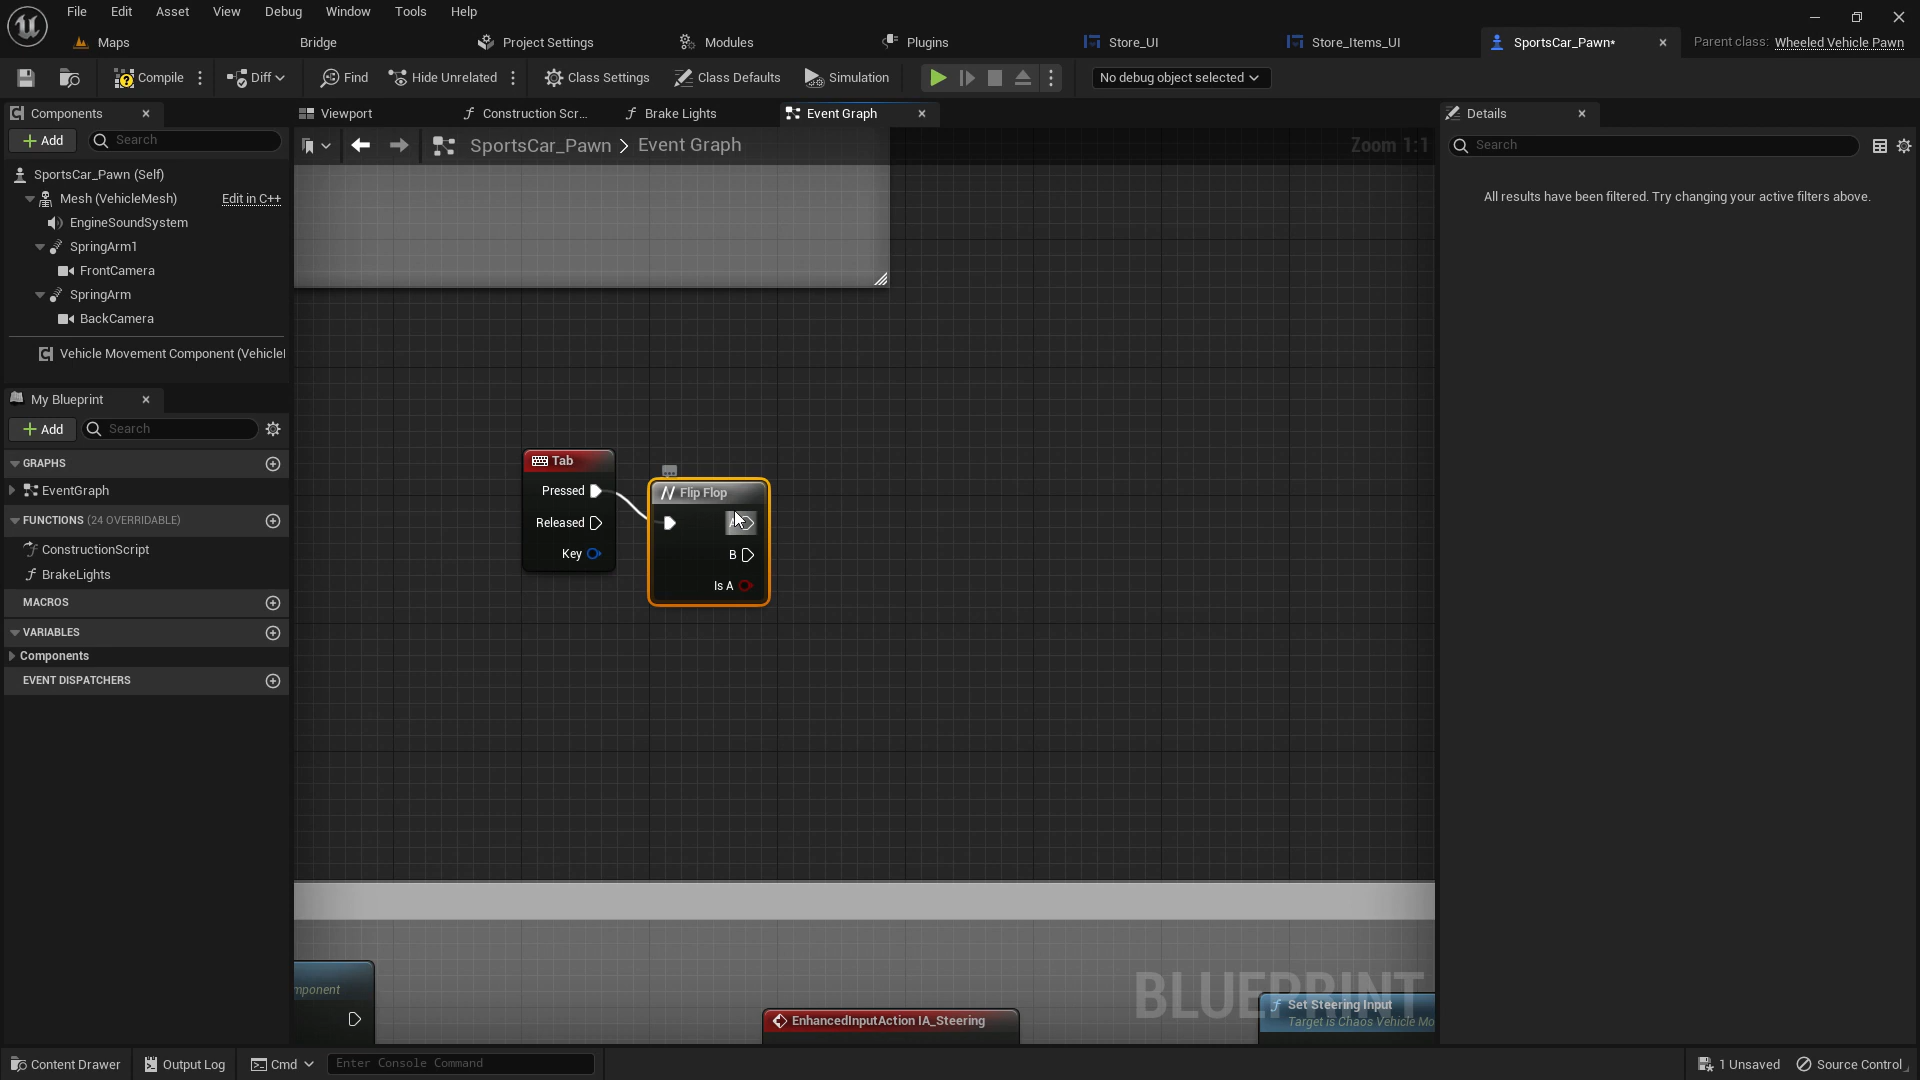 File Edit Asset View Debug Window Tools Help
Maps Bridge Project Settings Modules Plugins Store_UI Store_Items_UI SportsCar_Pawn* Parent class: Wheeled Vehicle Pawn
Compile Diff Find Hide Unrelated Class Settings Class Defaults Simulation No debug object selected
Components Viewport Construction Scr... Brake Lights Event Graph Details
Add Search
SportsCar_Pawn > Event Graph Zoom 1:1
Search
SportsCar_Pawn (Self)
Mesh (VehicleMesh) Edit in C++
EngineSoundSystem
SpringArm1
FrontCamera
SpringArm
BackCamera
Vehicle Movement Component (Vehicle
All results have been filtered. Try changing your active filters above.
My Blueprint
Add Search
GRAPHS
EventGraph
FUNCTIONS (24 OVERRIDABLE)
ConstructionScript
BrakeLights
MACROS
VARIABLES
Components
EVENT DISPATCHERS
Tab
Pressed
Released
Key
Flip Flop
A
B
Is A
mponent
EnhancedInputAction IA_Steering
BLUEPRINT
Set Steering Input
Target is Chaos Vehicle Mo
Content Drawer Output Log Cmd Enter Console Command 1 Unsaved Source Control